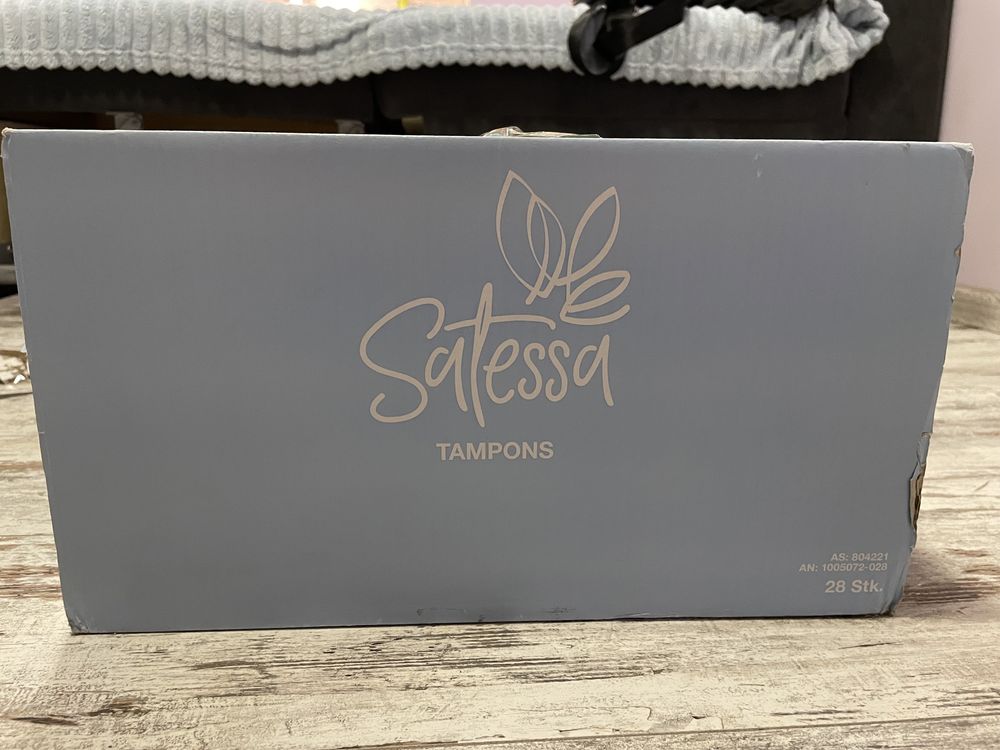 Satessa
TAMPONS
AS: 804221
AN: 1005072-028
28 Stk.